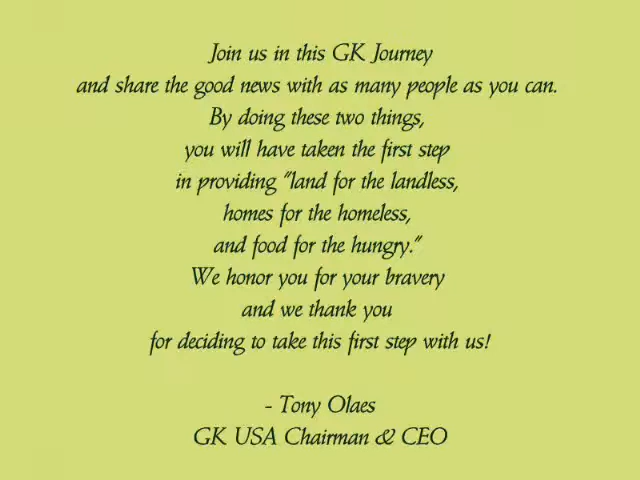 Join us in this GK Journey
and share the good news with as many people as you can.
By doing these two things,
you will have taken the first step
in providing "land for the landless,
homes for the homeless,
and food for the hungry."
We honor you for your bravery
and we thank you
for deciding to take this first step with us!
- Tony Olaes
GK USA Chairman & CEO